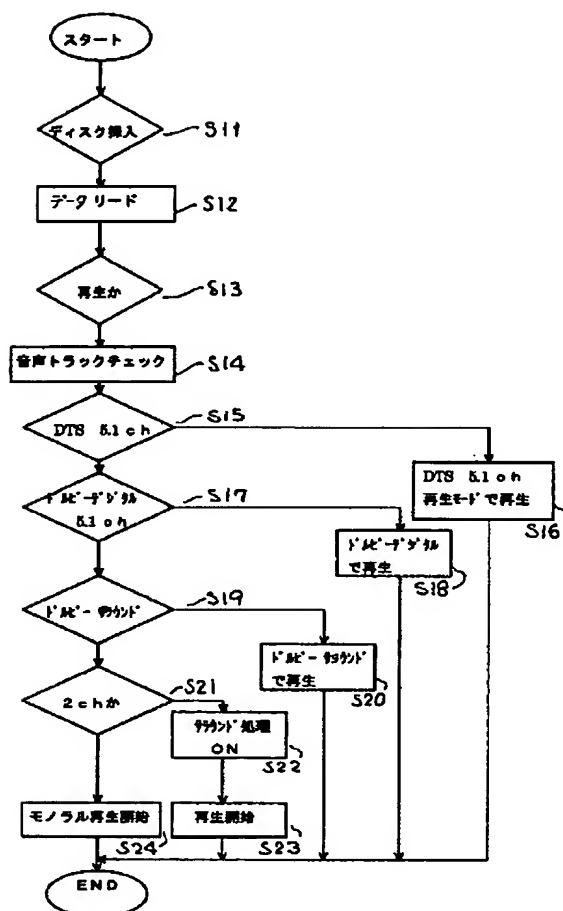 スタート
ディスク挿入
S11
データリード
S12
再生か
S13
音声トラックチェック
S14
DTS 5.1ch
S15
DTS 5.1ch
再生モードで再生
S16
ドルビーデジタル
5.1ch
S17
ドルビーデジタル
で再生
S18
ドルビーサラウンド
S19
ドルビーサラウンド
で再生
S20
2chか
S21
サラウンド処理
ON
S22
モノラル再生開始
S24
再生開始
S23
END